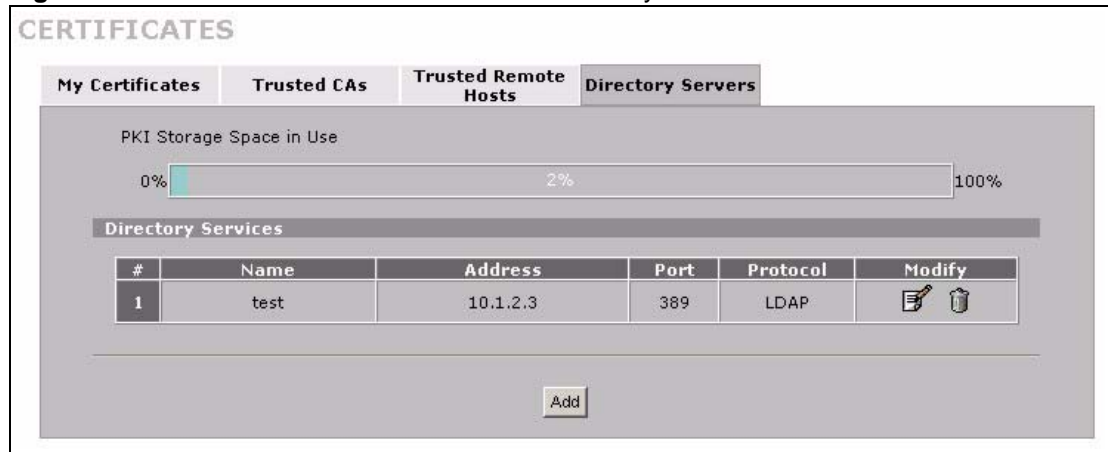 CERTIFICATES
My Certificates
Trusted CAs
Trusted Remote
Hosts
Directory Servers
PKI Storage Space in Use
0% 2% 100%
Directory Services
# Name Address Port Protocol Modify
1 test 10.1.2.3 389 LDAP
Add